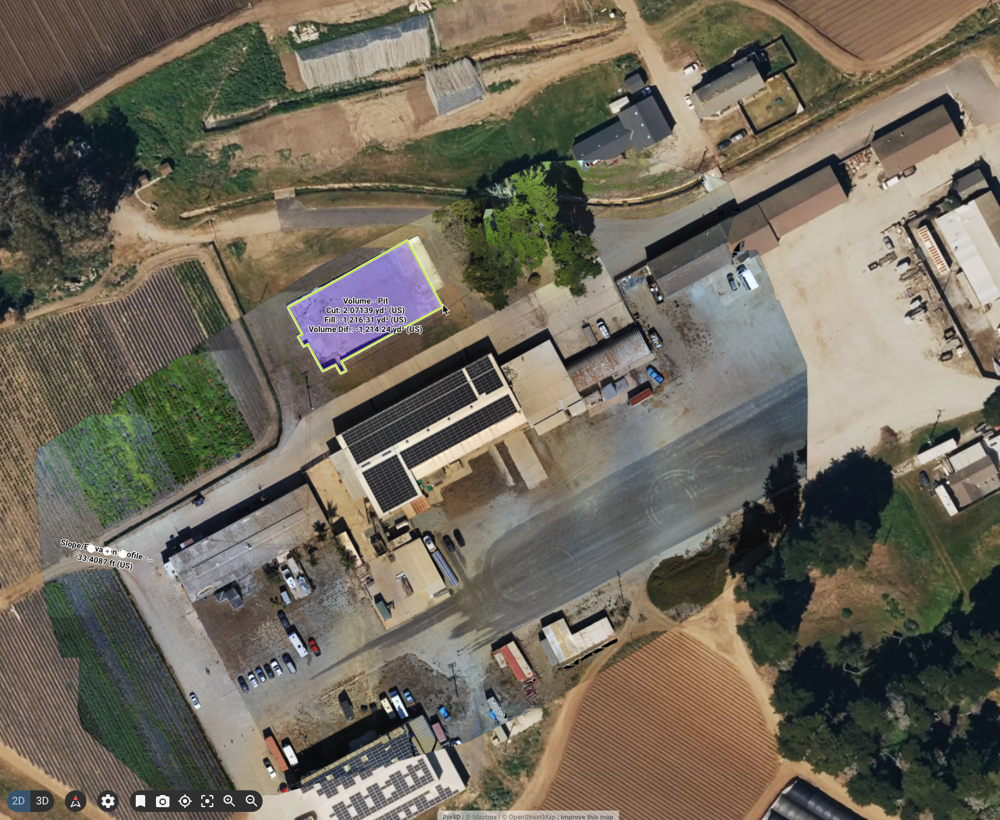 Volume - Pit
Cut: 2.07139 yd³ (US)
Fill: -1,216.31 yd³ (US)
Volume Dif.: -1,214.24 yd³ (US)
Slope/E
33.4087 ft (US)
2D 3D
Pix4D | © Mapbox | © OpenStreetMap | Improve this map